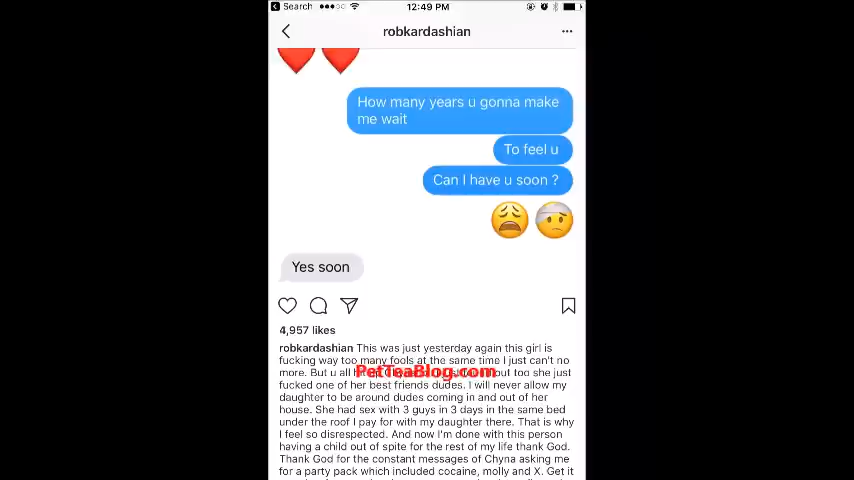 Search
12:49 PM
robkardashian
How many years u gonna make
me wait
To feel u
Can I have u soon ?
Yes soon
4,957 likes
robkardashian This was just yesterday again this girl is
fucking way too many fools at the same time I just can't no
more. But u all out too she just
PetTeaBlog.com
fucked one of her best friends dudes. I will never allow my
daughter to be around dudes coming in and out of her
house. She had sex with 3 guys in 3 days in the same bed
under the roof I pay for with my daughter there. That is why
I feel so disrespected. And now I'm done with this person
having a child out of spite for the rest of my life thank God.
Thank God for the constant messages of Chyna asking me
for a party pack which included cocaine, molly and X. Get it